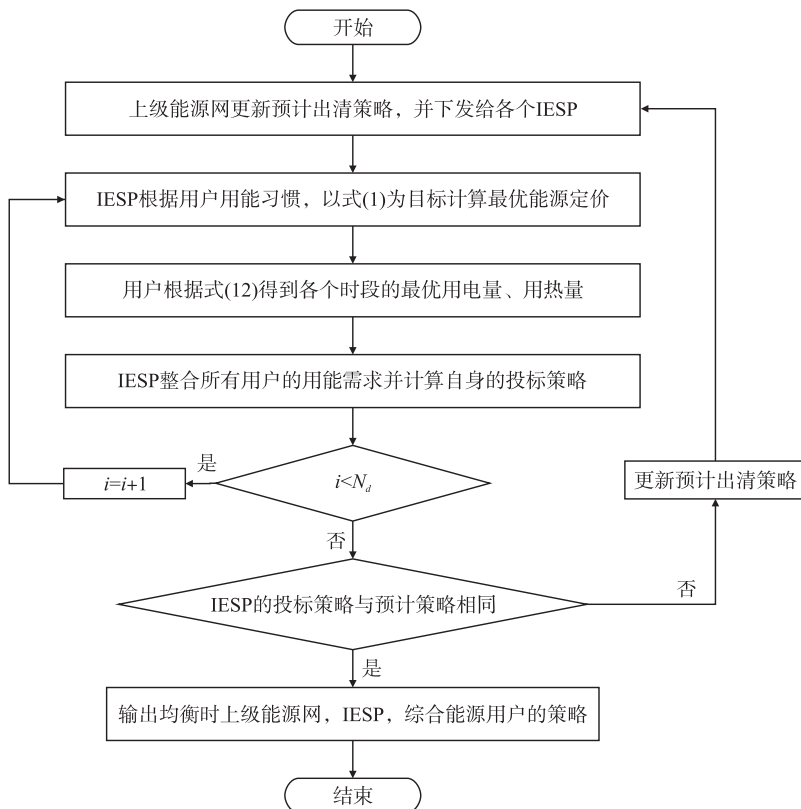 开始
上级能源网更新预计出清策略，并下发给各个IESP
IESP根据用户用能习惯，以式(1)为目标计算最优能源定价
用户根据式(12)得到各个时段的最优用电量、用热量
IESP整合所有用户的用能需求并计算自身的投标策略
i<N_d
是
i=i+1
否
更新预计出清策略
IESP的投标策略与预计策略相同
否
是
输出均衡时上级能源网，IESP，综合能源用户的策略
结束